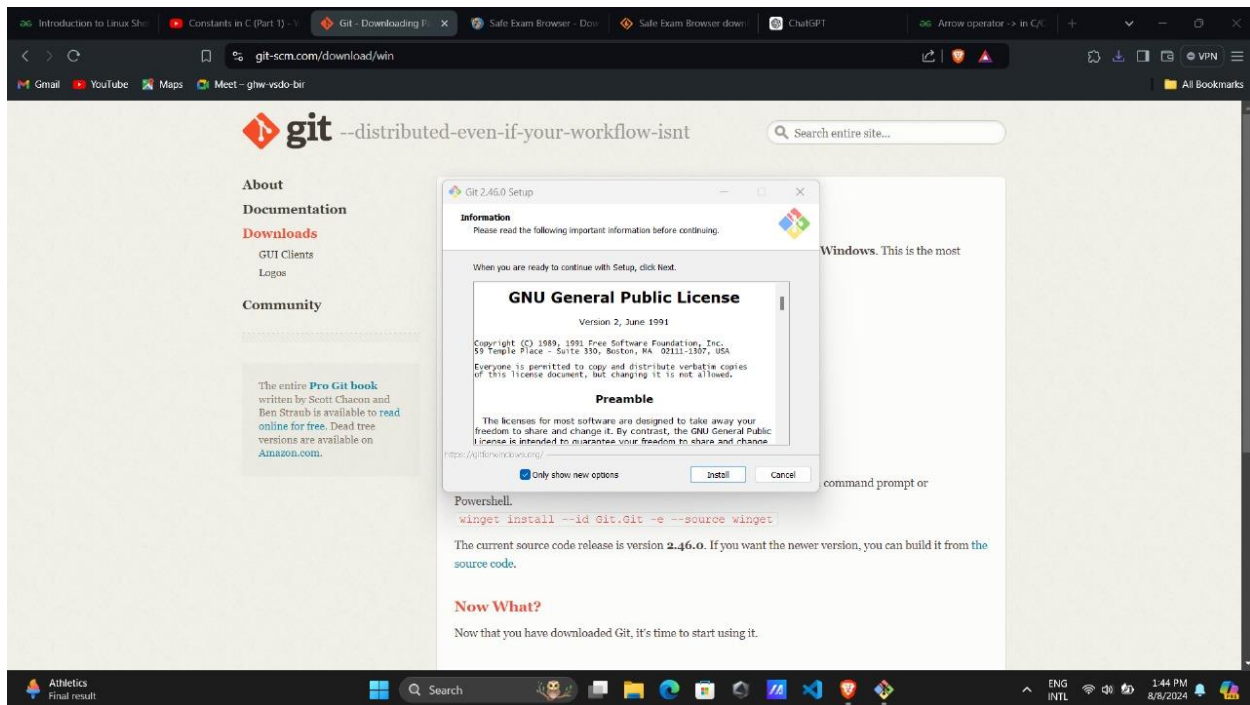 Introduction to Linux She
Constants in C (Part 1) - Y
Git - Downloading Pa
Safe Exam Browser - Dow
Safe Exam Browser downl
ChatGPT
Arrow operator -> in C/C
git-scm.com/download/win
VPN
Gmail
YouTube
Maps
Meet – ghw-vsdo-bir
All Bookmarks
git --distributed-even-if-your-workflow-isnt
Search entire site...
About
Documentation
Downloads
GUI Clients
Logos
Community
The entire Pro Git book
written by Scott Chacon and
Ben Straub is available to read
online for free. Dead tree
versions are available on
Amazon.com.
Git 2.46.0 Setup
Information
Please read the following important information before continuing.
When you are ready to continue with Setup, click Next.
GNU General Public License
Version 2, June 1991
Copyright (C) 1989, 1991 Free Software Foundation, Inc.
59 Temple Place - Suite 330, Boston, MA 02111-1307, USA
Everyone is permitted to copy and distribute verbatim copies
of this license document, but changing it is not allowed.
Preamble
The licenses for most software are designed to take away your
freedom to share and change it. By contrast, the GNU General Public
License is intended to guarantee your freedom to share and change
https://gitforwindows.org/
Only show new options
Install
Cancel
Windows. This is the most
command prompt or
Powershell.
winget install --id Git.Git -e --source winget
The current source code release is version 2.46.0. If you want the newer version, you can build it from the
source code.
Now What?
Now that you have downloaded Git, it's time to start using it.
Athletics
Final result
Search
ENG
INTL
1:44 PM
8/8/2024